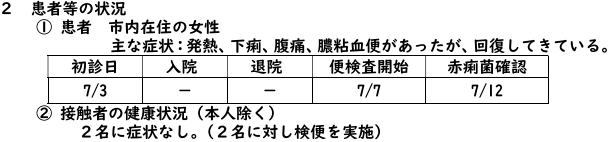 ２　患者等の状況
① 患者　市内在住の女性
主な症状：発熱、下痢、腹痛、膿粘血便があったが、回復してきている。
初診日　入院　退院　便検査開始　赤痢菌確認
7/3　－　－　7/7　7/12
② 接触者の健康状況（本人除く）
２名に症状なし。（２名に対し検便を実施）